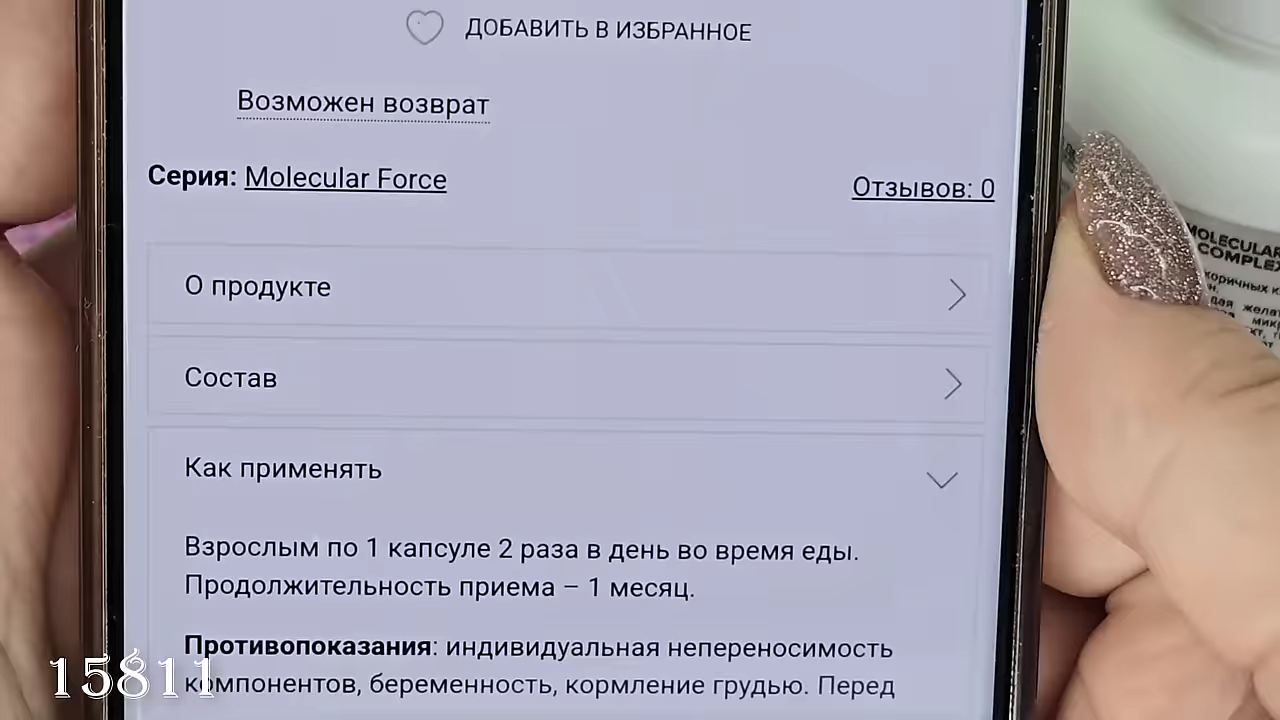 ДОБАВИТЬ В ИЗБРАННОЕ
Возможен возврат
Серия: Molecular Force
Отзывов: 0
О продукте
Состав
Как применять
Взрослым по 1 капсуле 2 раза в день во время еды.
Продолжительность приема – 1 месяц.
Противопоказания: индивидуальная непереносимость
компонентов, беременность, кормление грудью. Перед
15811
MOLECULAR
COMPLEX